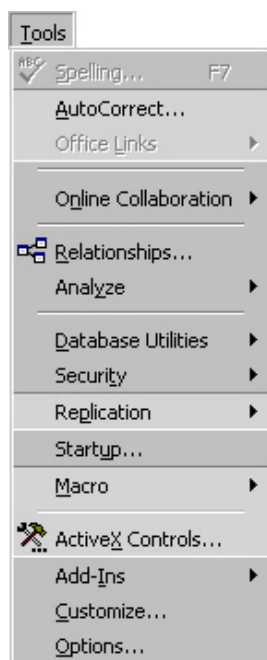 Tools
ABC
Spelling... F7
AutoCorrect...
Office Links
Online Collaboration
Relationships...
Analyze
Database Utilities
Security
Replication
Startup...
Macro
ActiveX Controls...
Add-Ins
Customize...
Options...